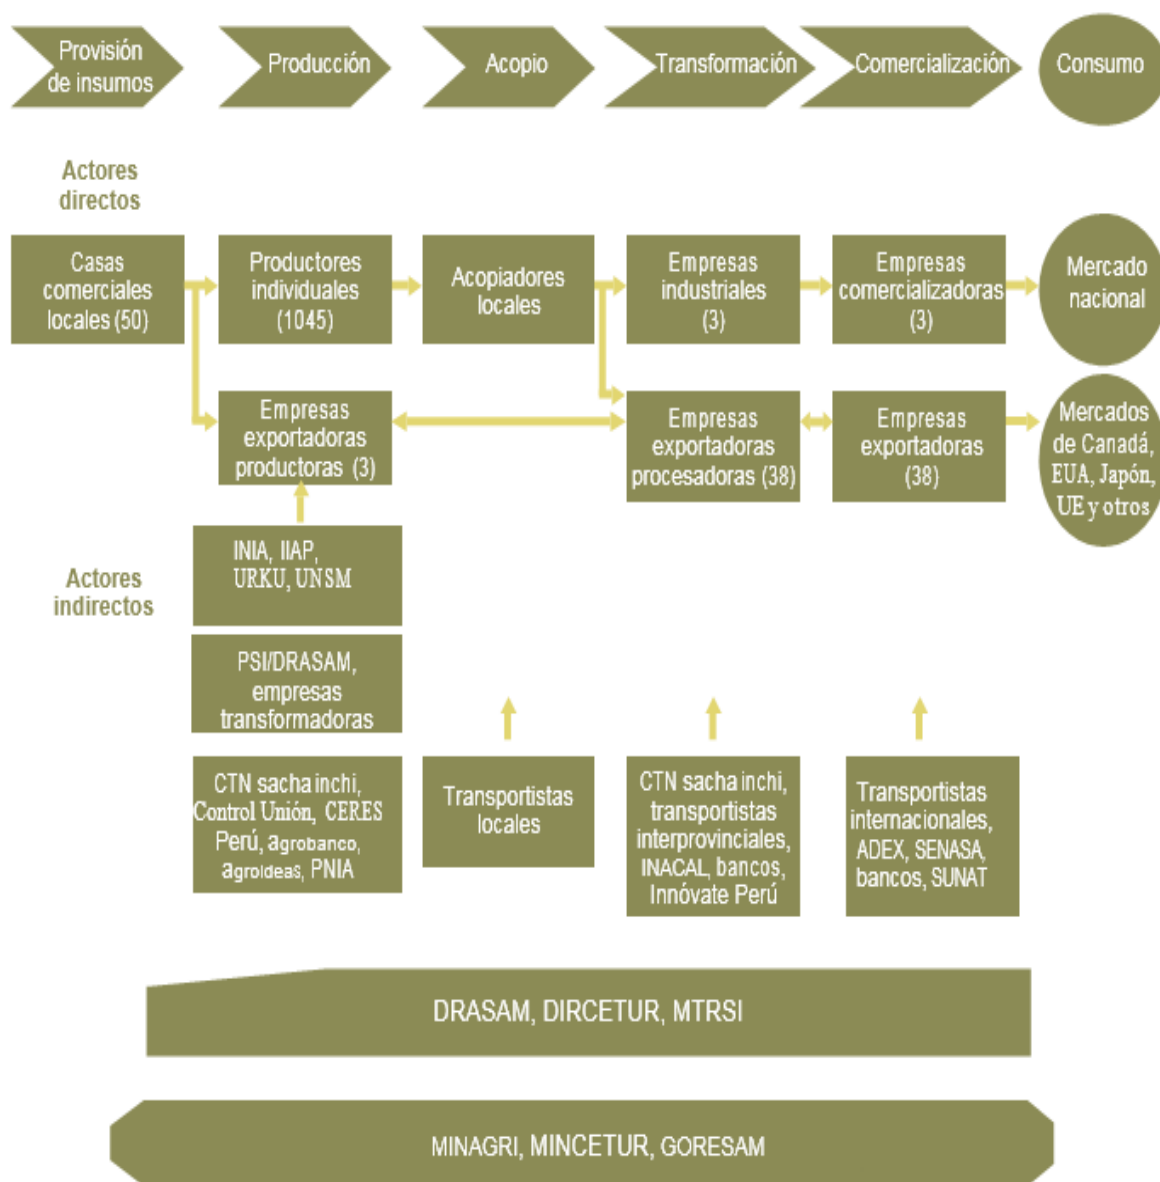 Provisión
de insumos
Producción
Acopio
Transformación
Comercialización
Consumo
Actores
directos
Casas
comerciales
locales (50)
Productores
individuales
(1045)
Acopiadores
locales
Empresas
industriales
(3)
Empresas
comercializadoras
(3)
Mercado
nacional
Empresas
exportadoras
productoras (3)
Empresas
exportadoras
procesadoras (38)
Empresas
exportadoras
(38)
Mercados
de Canadá,
EUA, Japón,
UE y otros
Actores
indirectos
INIA, IIAP,
URKU, UNSM
PSI/DRASAM,
empresas
transformadoras
CTN sacha inchi,
Control Unión, CERES
Perú, agrobanco,
agroideas, PNIA
Transportistas
locales
CTN sacha inchi,
transportistas
interprovinciales,
INACAL, bancos,
Innóvate Perú
Transportistas
internacionales,
ADEX, SENASA,
bancos, SUNAT
DRASAM, DIRCETUR, MTRSI
MINAGRI, MINCETUR, GORESAM